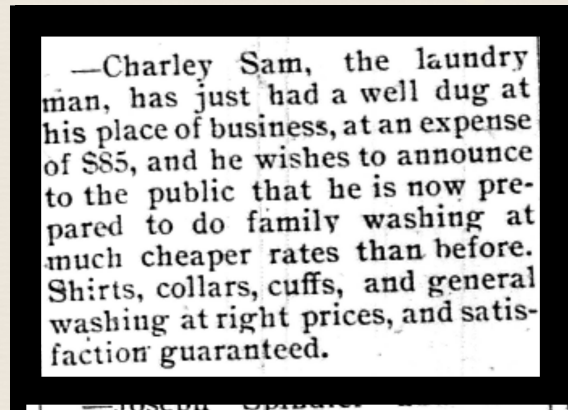 —Charley Sam, the laundry
man, has just had a well dug at
his place of business, at an expense
of $85, and he wishes to announce
to the public that he is now pre-
pared to do family washing at
much cheaper rates than before.
Shirts, collars, cuffs, and general
washing at right prices, and satis-
faction guaranteed.